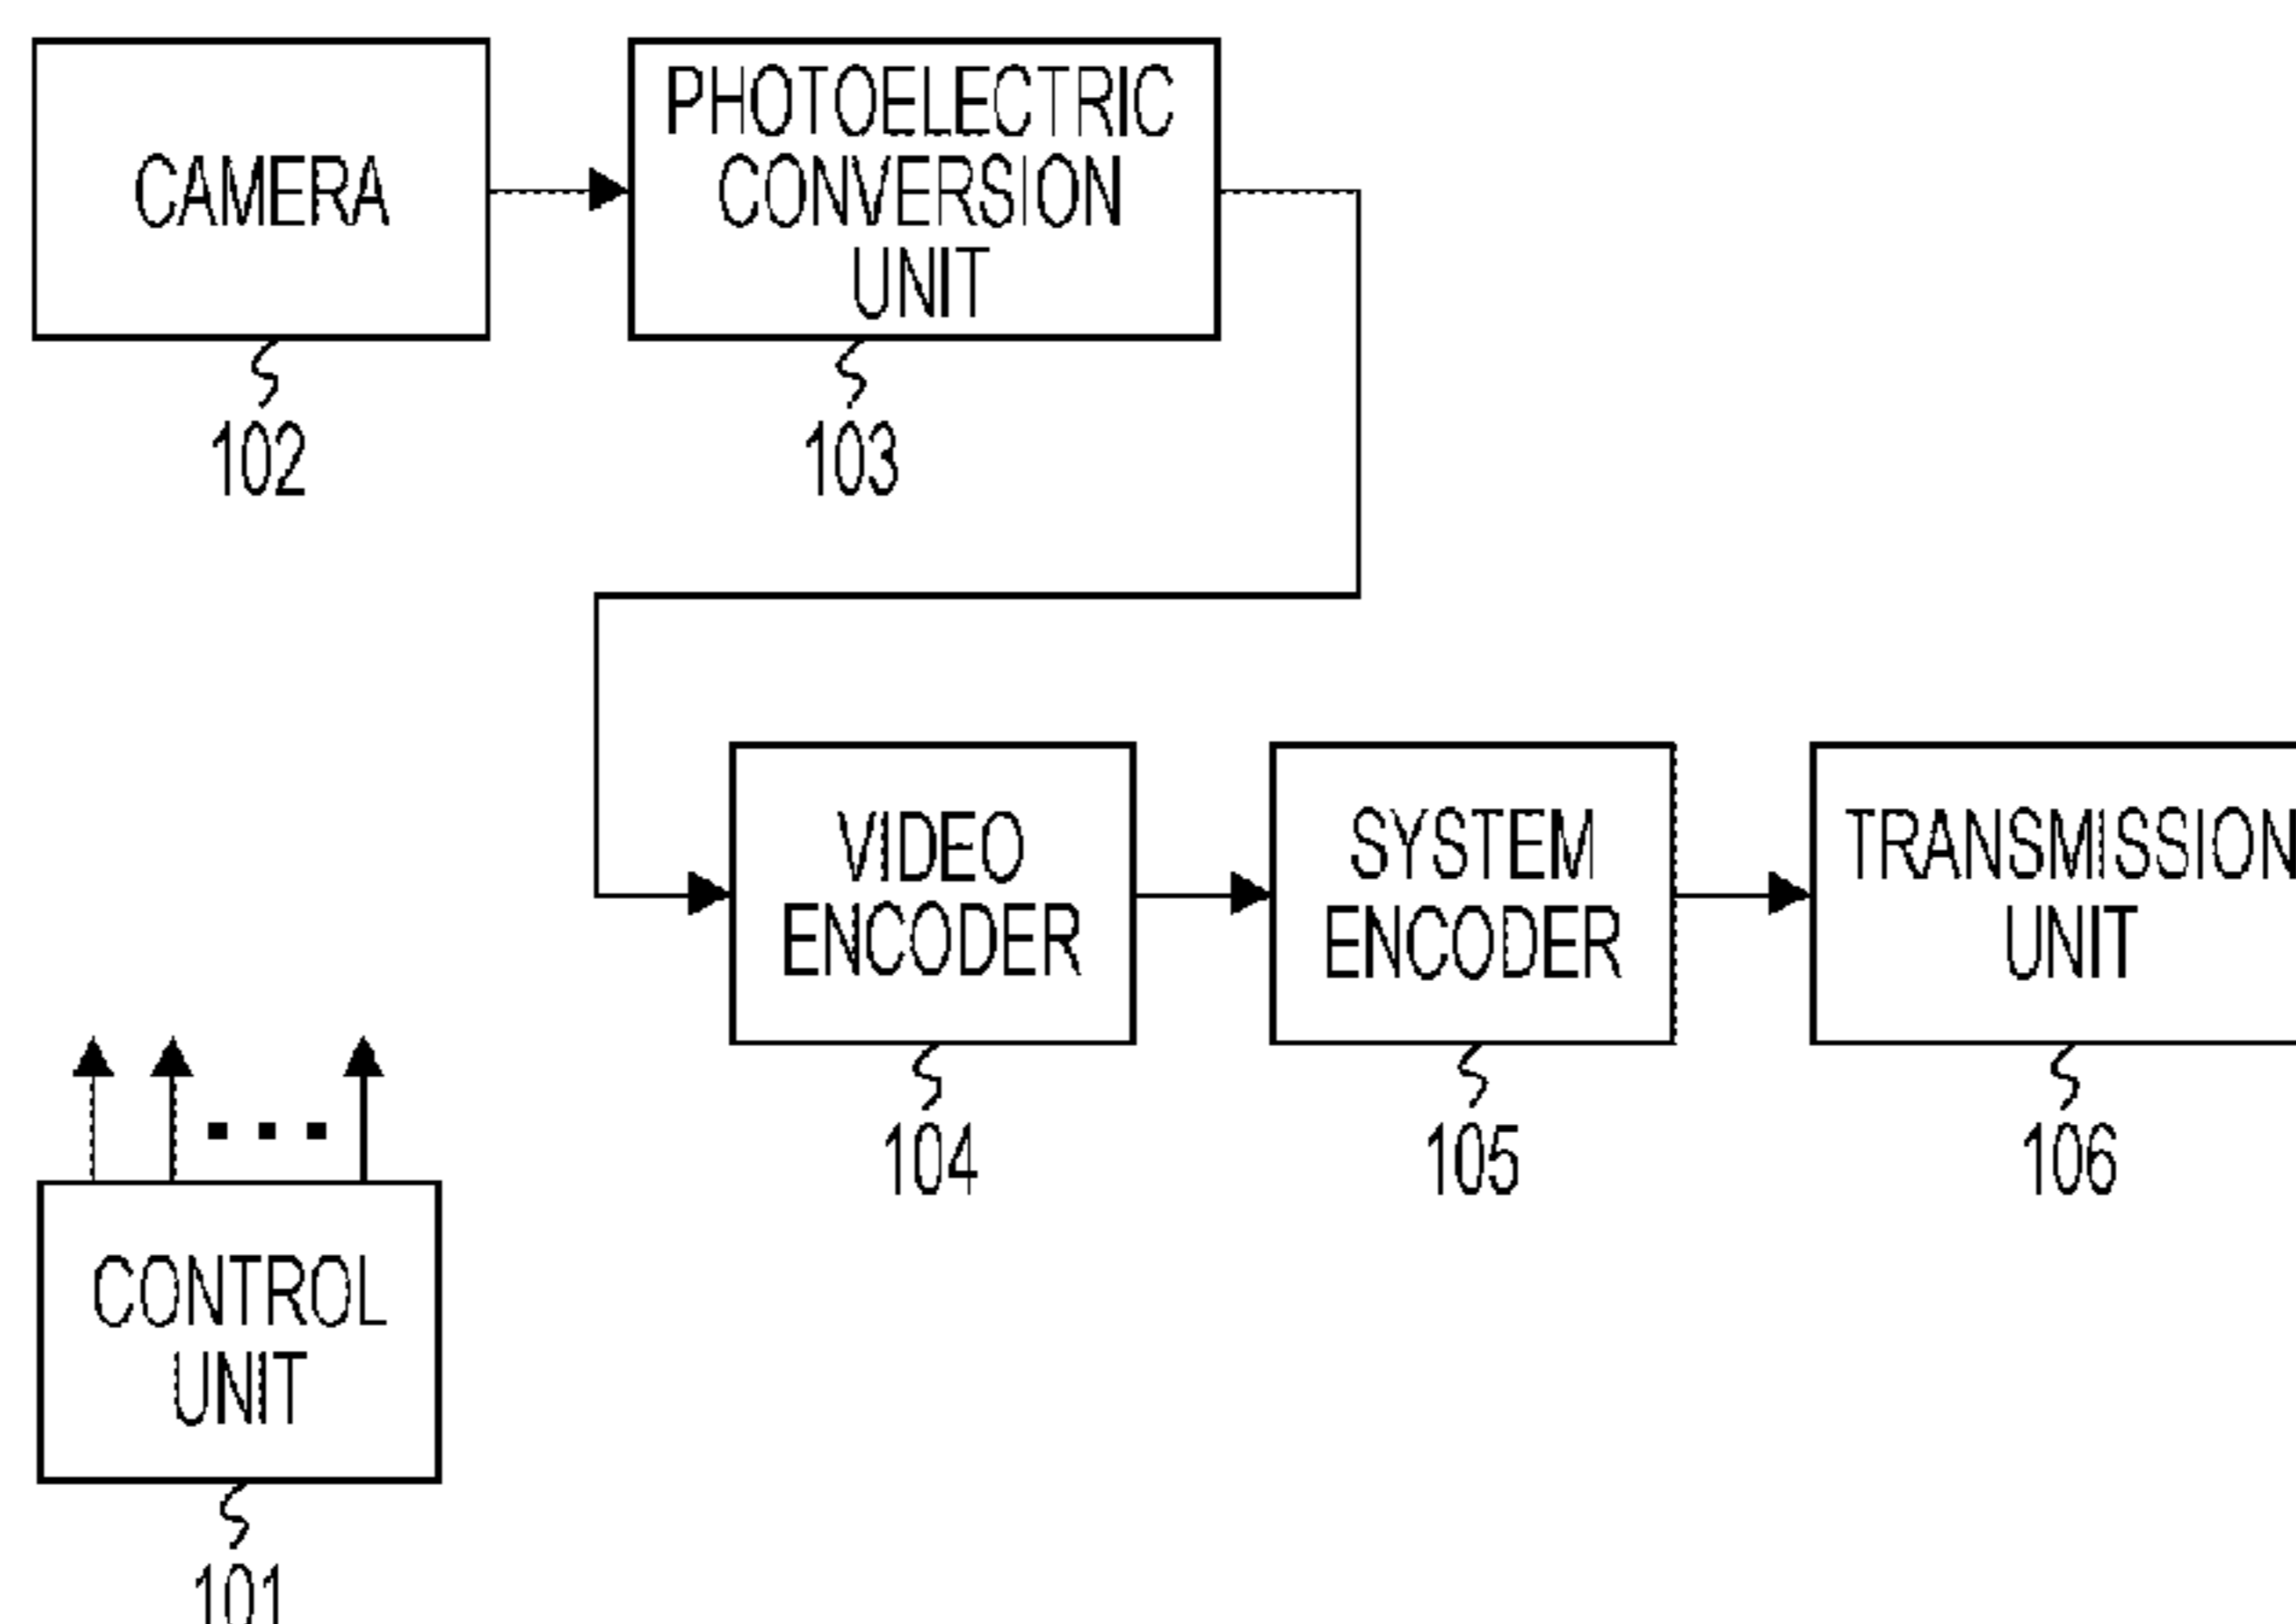 CAMERA
PHOTOELECTRIC
CONVERSION
UNIT
102
103
VIDEO
ENCODER
SYSTEM
ENCODER
TRANSMISSION
UNIT
104
105
106
CONTROL
UNIT
101